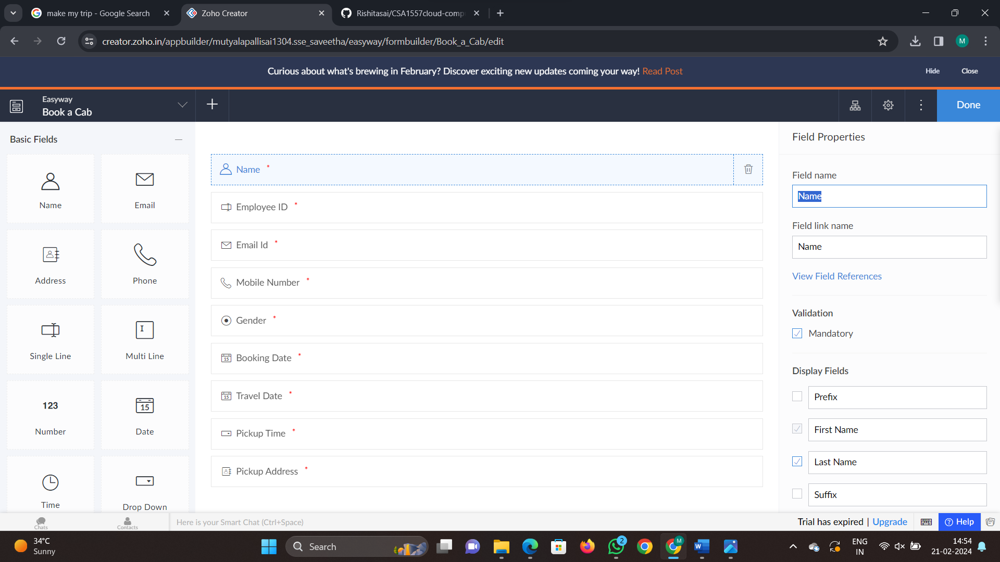 make my trip - Google Search
Zoho Creator
Rishitasai/CSA1557cloud-comp
creator.zoho.in/appbuilder/mutyalapallisai1304.sse_saveetha/easyway/formbuilder/Book_a_Cab/edit
M
Curious about what's brewing in February? Discover exciting new updates coming your way! Read Post
Hide
Close
Easyway
Book a Cab
Done
Basic Fields
Name
Email
Address
Phone
Single Line
Multi Line
123
Number
15
Date
Time
Drop Down
Name *
Employee ID *
Email Id *
Mobile Number *
Gender *
15 Booking Date *
15 Travel Date *
Pickup Time *
Pickup Address *
Field Properties
Field name
Name
Field link name
Name
View Field References
Validation
Mandatory
Display Fields
Prefix
First Name
Last Name
Suffix
Chats
Contacts
Here is your Smart Chat (Ctrl+Space)
Trial has expired | Upgrade
Help
34°C
Sunny
Search
2
M
W
ENG
IN
14:54
21-02-2024